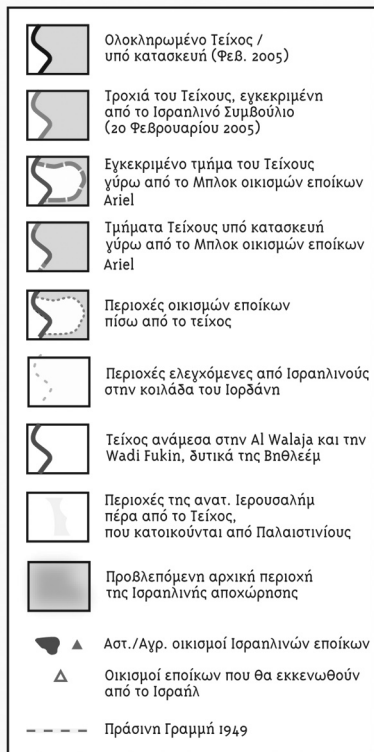 Ολοκληρωμένο Τείχος /
υπό κατασκευή (Φεβ. 2005)
Τροχιά του Τείχους, εγκεκριμένη
από το Ισραηλινό Συμβούλιο
(20 Φεβρουαρίου 2005)
Εγκεκριμένο τμήμα του Τείχους
γύρω από το Μπλοκ οικισμών εποίκων
Ariel
Τμήματα Τείχους υπό κατασκευή
γύρω από το Μπλοκ οικισμών εποίκων
Ariel
Περιοχές οικισμών εποίκων
πίσω από το τείχος
Περιοχές ελεγχόμενες από Ισραηλινούς
στην κοιλάδα του Ιορδάνη
Τείχος ανάμεσα στην Al Walaja και την
Wadi Fukin, δυτικά της Βηθλεέμ
Περιοχές της ανατ. Ιερουσαλήμ
πέρα από το Τείχος,
που κατοικούνται από Παλαιστινίους
Προβλεπόμενη αρχική περιοχή
της Ισραηλινής αποχώρησης
Αστ./Αγρ. οικισμοί Ισραηλινών εποίκων
Οικισμοί εποίκων που θα εκκενωθούν
από το Ισραήλ
Πράσινη Γραμμή 1949